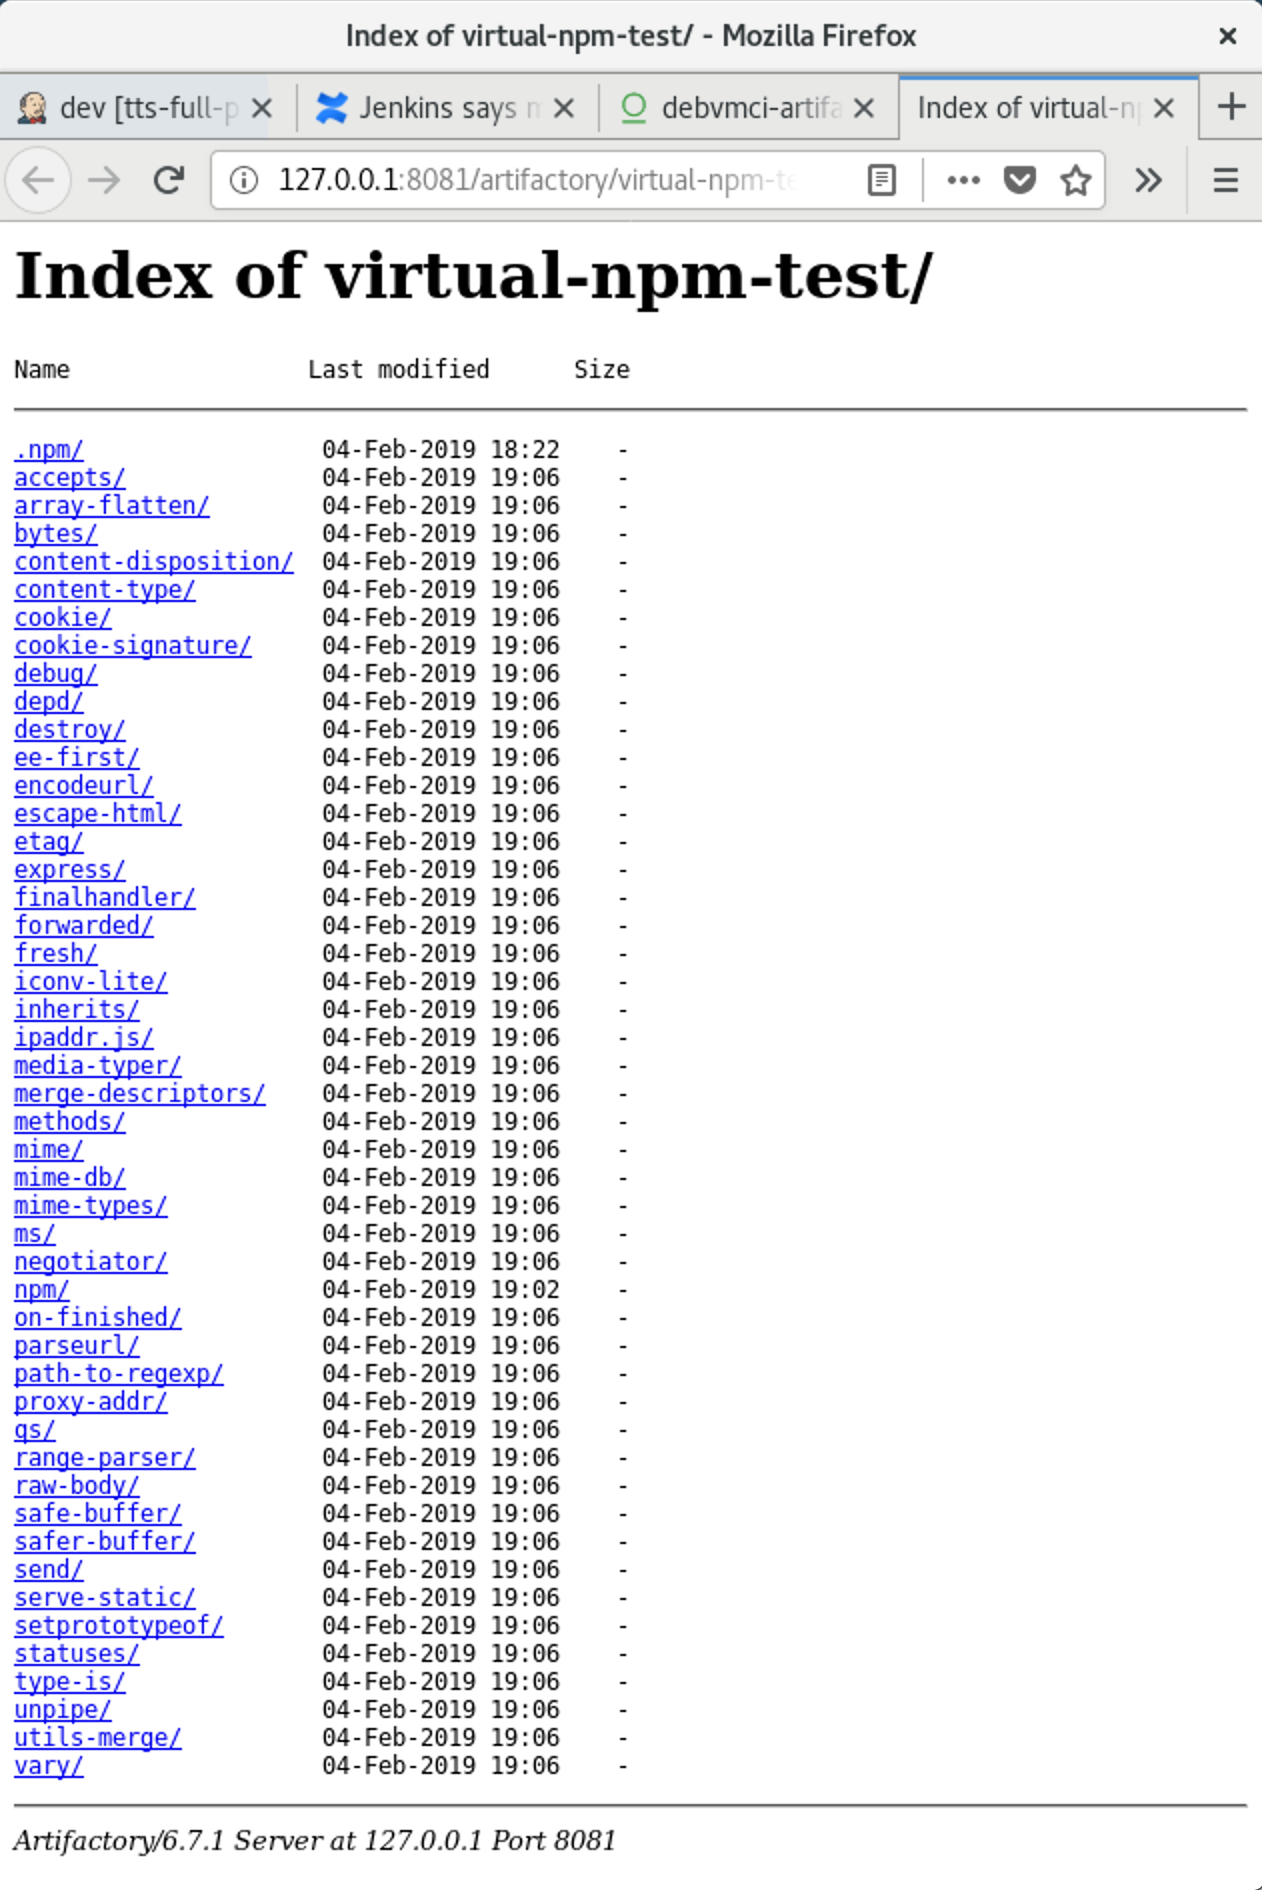 Index of virtual-npm-test/ - Mozilla Firefox
dev [tts-full-p Jenkins says debvmci-artifa Index of virtual-n
127.0.0.1:8081/artifactory/virtual-npm-te
Index of virtual-npm-test/
Name Last modified Size
.npm/ 04-Feb-2019 18:22 -
accepts/ 04-Feb-2019 19:06 -
array-flatten/ 04-Feb-2019 19:06 -
bytes/ 04-Feb-2019 19:06 -
content-disposition/ 04-Feb-2019 19:06 -
content-type/ 04-Feb-2019 19:06 -
cookie/ 04-Feb-2019 19:06 -
cookie-signature/ 04-Feb-2019 19:06 -
debug/ 04-Feb-2019 19:06 -
depd/ 04-Feb-2019 19:06 -
destroy/ 04-Feb-2019 19:06 -
ee-first/ 04-Feb-2019 19:06 -
encodeurl/ 04-Feb-2019 19:06 -
escape-html/ 04-Feb-2019 19:06 -
etag/ 04-Feb-2019 19:06 -
express/ 04-Feb-2019 19:06 -
finalhandler/ 04-Feb-2019 19:06 -
forwarded/ 04-Feb-2019 19:06 -
fresh/ 04-Feb-2019 19:06 -
iconv-lite/ 04-Feb-2019 19:06 -
inherits/ 04-Feb-2019 19:06 -
ipaddr.js/ 04-Feb-2019 19:06 -
media-typer/ 04-Feb-2019 19:06 -
merge-descriptors/ 04-Feb-2019 19:06 -
methods/ 04-Feb-2019 19:06 -
mime/ 04-Feb-2019 19:06 -
mime-db/ 04-Feb-2019 19:06 -
mime-types/ 04-Feb-2019 19:06 -
ms/ 04-Feb-2019 19:06 -
negotiator/ 04-Feb-2019 19:06 -
npm/ 04-Feb-2019 19:02 -
on-finished/ 04-Feb-2019 19:06 -
parseurl/ 04-Feb-2019 19:06 -
path-to-regexp/ 04-Feb-2019 19:06 -
proxy-addr/ 04-Feb-2019 19:06 -
qs/ 04-Feb-2019 19:06 -
range-parser/ 04-Feb-2019 19:06 -
raw-body/ 04-Feb-2019 19:06 -
safe-buffer/ 04-Feb-2019 19:06 -
safer-buffer/ 04-Feb-2019 19:06 -
send/ 04-Feb-2019 19:06 -
serve-static/ 04-Feb-2019 19:06 -
setprototypeof/ 04-Feb-2019 19:06 -
statuses/ 04-Feb-2019 19:06 -
type-is/ 04-Feb-2019 19:06 -
unpipe/ 04-Feb-2019 19:06 -
utils-merge/ 04-Feb-2019 19:06 -
vary/ 04-Feb-2019 19:06 -
Artifactory/6.7.1 Server at 127.0.0.1 Port 8081